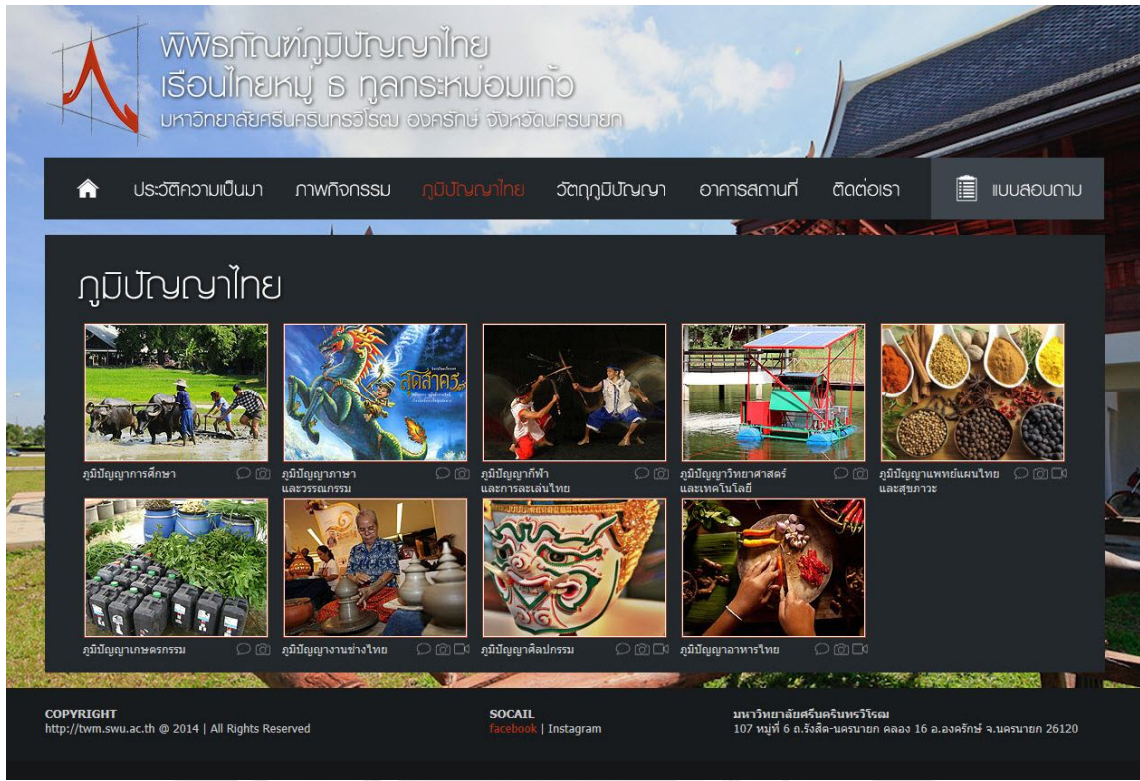 พิพิธภัณฑ์ภูมิปัญญาไทย
เรือนไทยหมู่ ๕ ทูลกระหม่อมแก้ว
มหาวิทยาลัยศรีนครินทรวิโรฒ องครักษ์ จังหวัดนครนายก
ประวัติความเป็นมา ภาพกิจกรรม ภูมิปัญญาไทย วัตถุภูมิปัญญา อาคารสถานที่ ติดต่อเรา แบบสอบถาม
ภูมิปัญญาไทย
สุดสาคร
ภูมิปัญญาการศึกษา
ภูมิปัญญาภาษา
และวรรณกรรม
ภูมิปัญญากีฬา
และการละเล่นไทย
ภูมิปัญญาวิทยาศาสตร์
และเทคโนโลยี
ภูมิปัญญาแพทย์แผนไทย
และสุขภาวะ
ภูมิปัญญาเกษตรกรรม
ภูมิปัญญางานช่างไทย
ภูมิปัญญาศิลปกรรม
ภูมิปัญญาอาหารไทย
COPYRIGHT
http://twm.swu.ac.th @ 2014 | All Rights Reserved
SOCAIL
facebook | Instagram
มหาวิทยาลัยศรีนครินทรวิโรฒ
107 หมู่ที่ 6 ถ.รังสิต-นครนายก คลอง 16 อ.องครักษ์ จ.นครนายก 26120